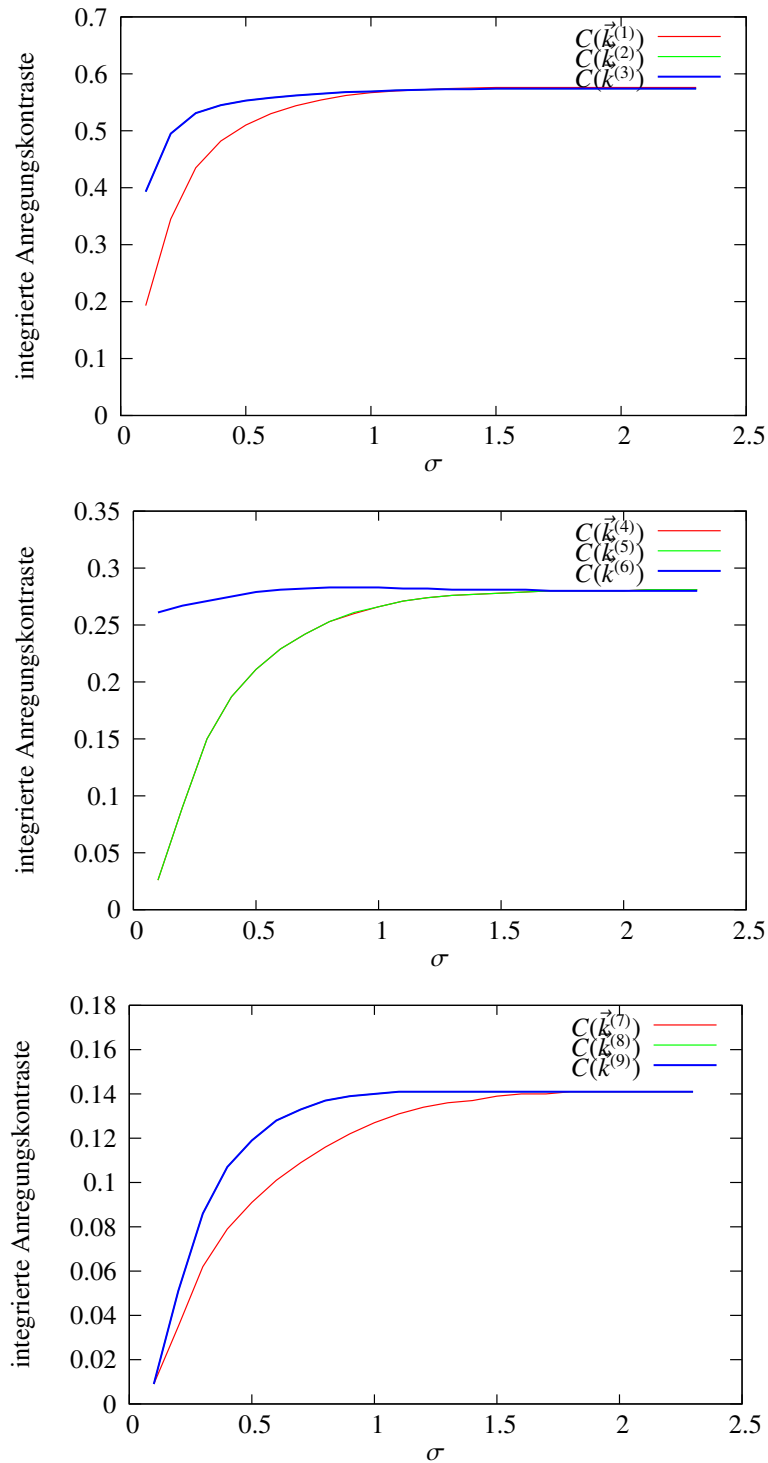 0.7
0.6
0.5
0.4
0.3
0.2
0.1
0
integrierte Anregungskontraste
C(k⃗⁽¹⁾)
C(k⃗⁽²⁾)
C(k⃗⁽³⁾)
0 0.5 1 1.5 2 2.5
σ
0.35
0.3
0.25
0.2
0.15
0.1
0.05
0
integrierte Anregungskontraste
C(k⃗⁽⁴⁾)
C(k⃗⁽⁵⁾)
C(k⃗⁽⁶⁾)
0 0.5 1 1.5 2 2.5
σ
0.18
0.16
0.14
0.12
0.1
0.08
0.06
0.04
0.02
0
integrierte Anregungskontraste
C(k⃗⁽⁷⁾)
C(k⃗⁽⁸⁾)
C(k⃗⁽⁹⁾)
0 0.5 1 1.5 2 2.5
σ